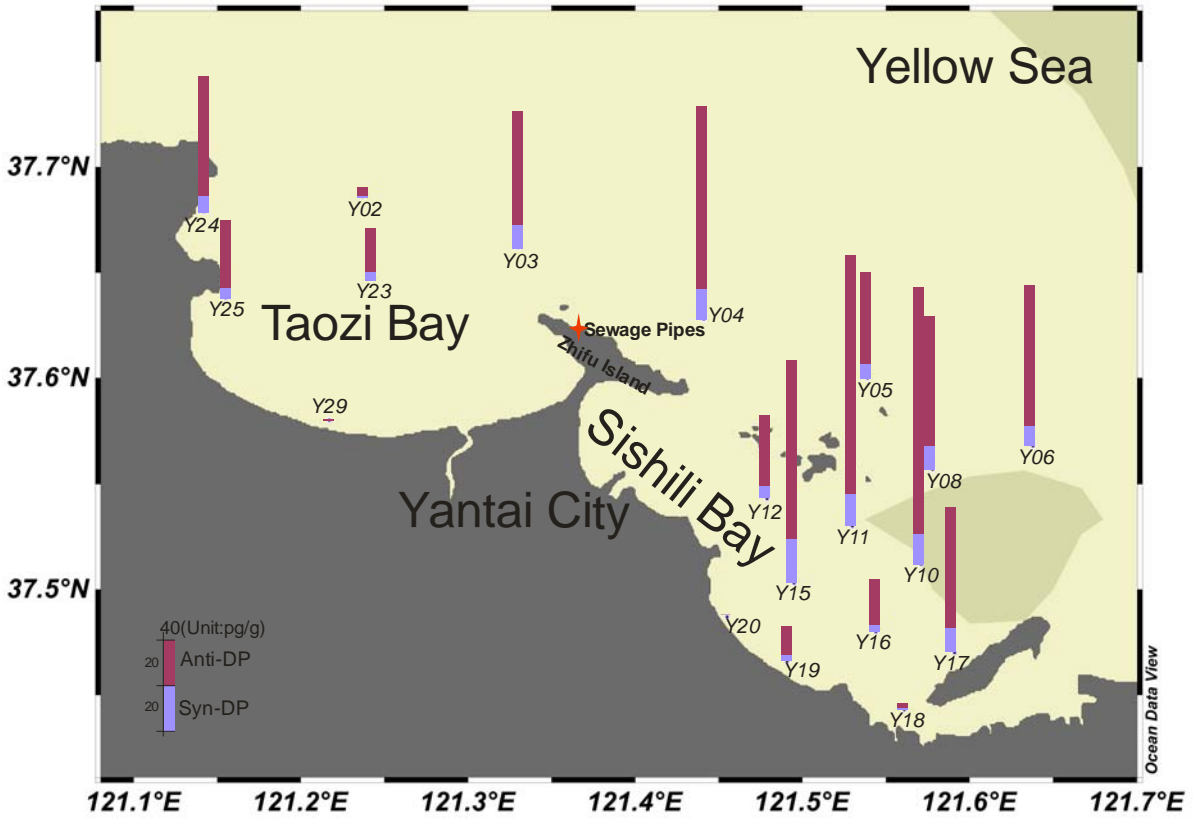 Yellow Sea
37.7°N
Y24
Y02
Y03
Y25
Y23
Y04
Taozi Bay
Sewage Pipes
Zhifu Island
37.6°N
Y05
Y29
Sishili Bay
Y06
Y08
Yantai City
Y12
Y11
Y10
37.5°N
Y15
Y20
Y16
40(Unit:pg/g)
20
Anti-DP
Y19
Y17
20
Syn-DP
Y18
Ocean Data View
121.1°E
121.2°E
121.3°E
121.4°E
121.5°E
121.6°E
121.7°E